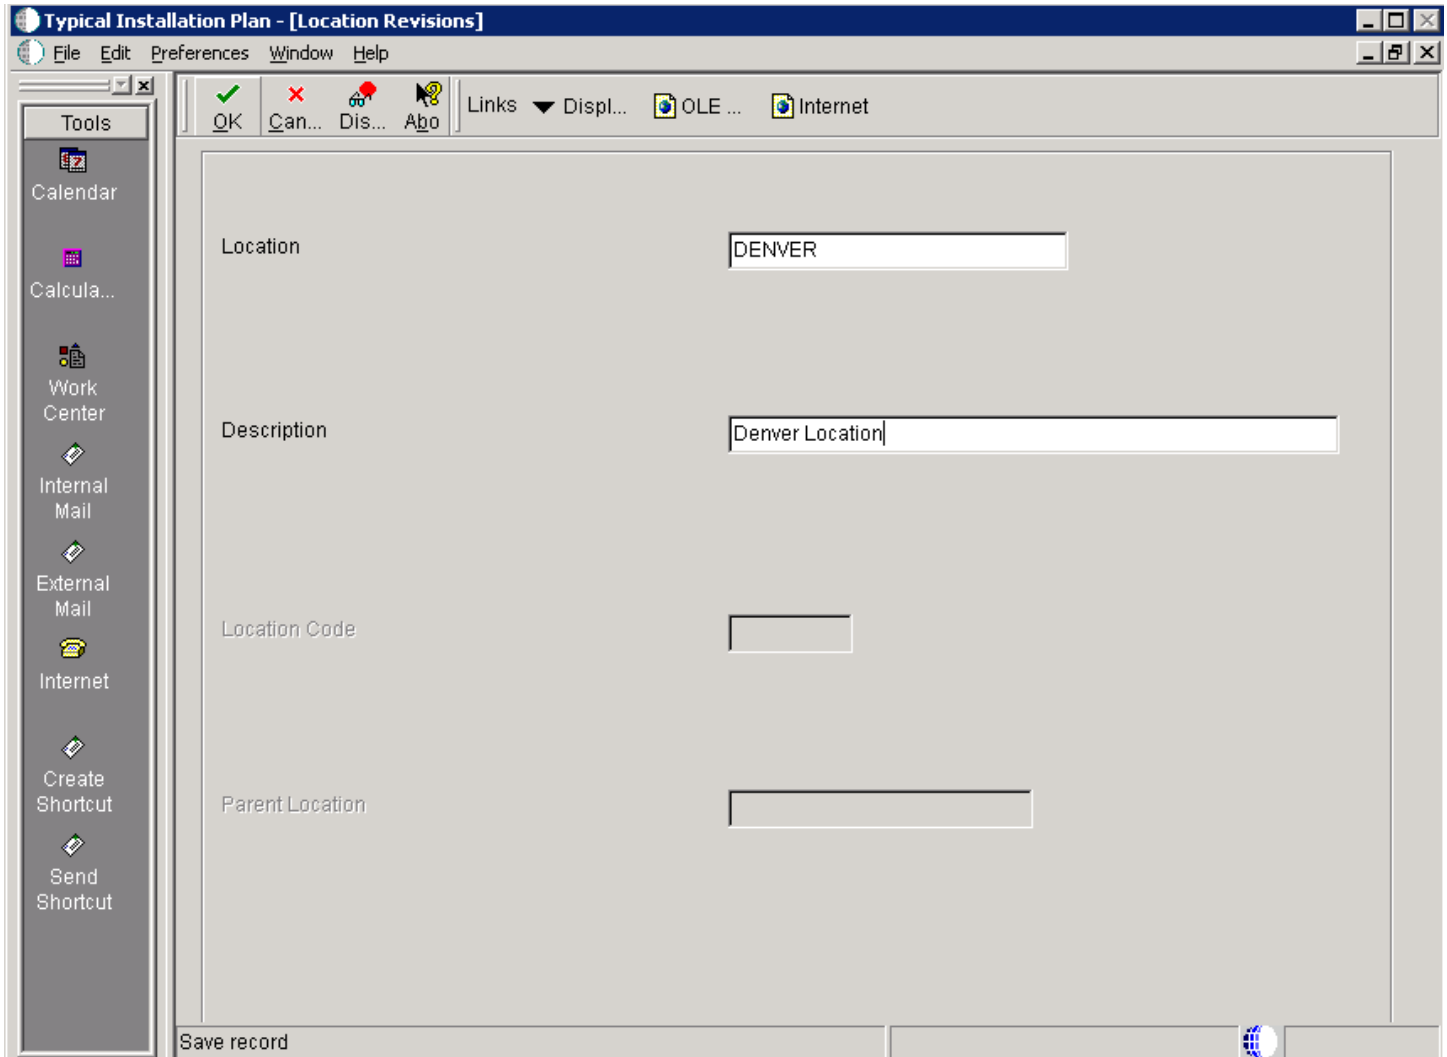 Typical Installation Plan - [Location Revisions]
File Edit Preferences Window Help
Tools
Calendar
Calcula...
Work
Center
Internal
Mail
External
Mail
Internet
Create
Shortcut
Send
Shortcut
OK Can... Dis... Abo Links Displ... OLE ... Internet
Location DENVER
Description Denver Location
Location Code
Parent Location
Save record